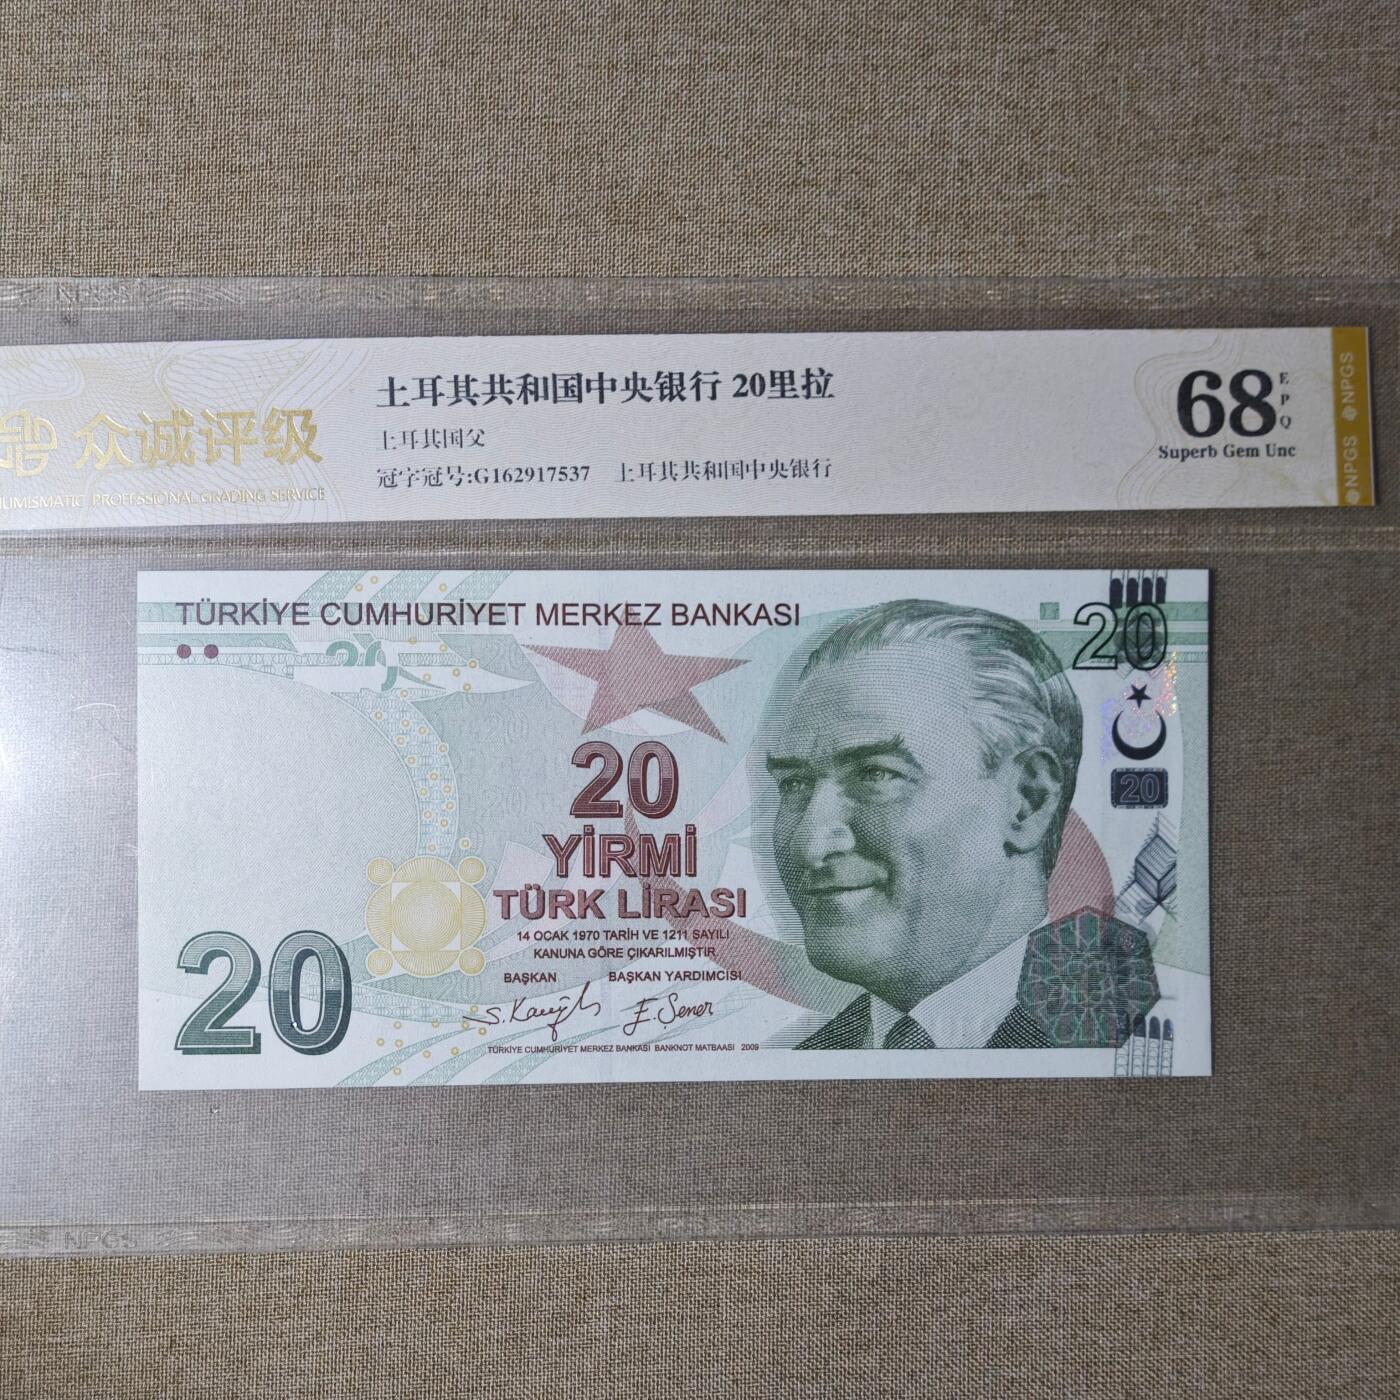 NPGS
众诚评级
NUMISMATIC PROFESSIONAL GRADING SERVICE
土耳其共和国中央银行 20里拉
土耳其国父
冠字冠号:G162917537 土耳其共和国中央银行
68 EPQ
Superb Gem Unc
NPGS NPGS
TÜRKİYE CUMHURİYET MERKEZ BANKASI
20
20
20
20
YİRMİ
TÜRK LİRASI
14 OCAK 1970 TARİH VE 1211 SAYILI
KANUNA GÖRE ÇIKARILMIŞTIR
BAŞKAN BAŞKAN YARDIMCISI
E. Şener
20
TÜRKİYE CUMHURİYET MERKEZ BANKASI BANKNOT MATBAASI 2009
NPGS